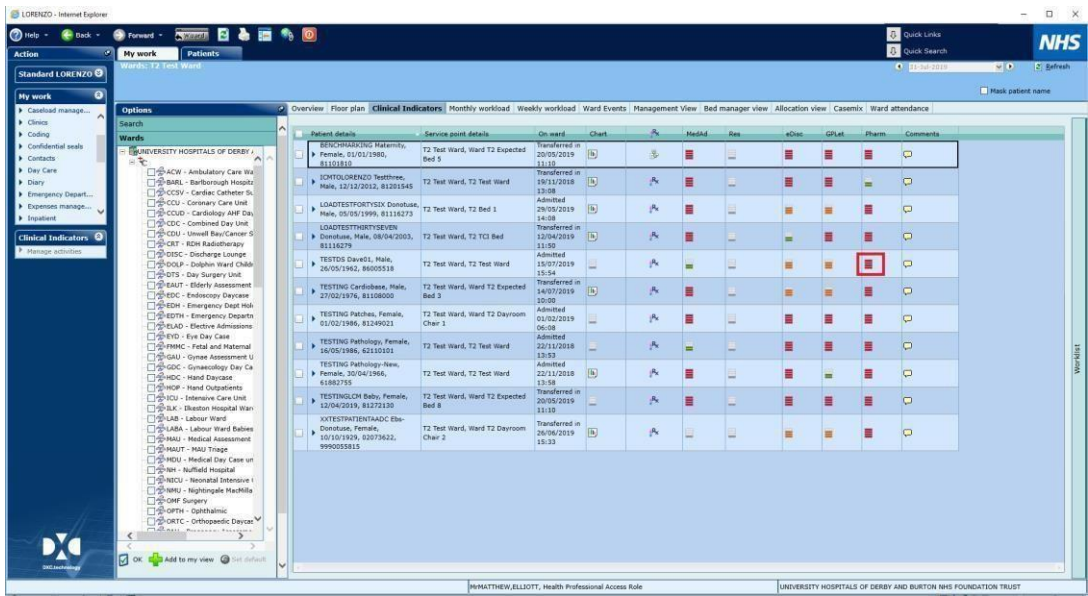 LORENZO - Internet Explorer
Help Back Forward Wizards
Quick Links
Quick Search
NHS
Action
My work Patients
Wards: T2 Test Ward
11-Jul-2019
Refresh
Mask patient name
Standard LORENZO
My work
Caseload manage...
Clinics
Coding
Confidential seals
Contacts
Day Care
Diary
Emergency Depart...
Expenses manage...
Inpatient
Clinical Indicators
Manage activities
DXC.technology
Options
Search
Wards
UNIVERSITY HOSPITALS OF DERBY
ACW - Ambulatory Care Wa
BARL - Barlborough Hospita
CCSV - Cardiac Catheter Su
CCU - Coronary Care Unit
CCUD - Cardiology AHF Day
CDC - Combined Day Unit
CDU - Unwell Bay/Cancer S
CRT - RDH Radiotherapy
DISC - Discharge Lounge
DOLP - Dolphin Ward Childr
DTS - Day Surgery Unit
EAUT - Elderly Assessment
EDC - Endoscopy Daycase
EDH - Emergency Dept Hold
EDTH - Emergency Departm
ELAD - Elective Admissions
EYD - Eye Day Case
FMMC - Fetal and Maternal
GAU - Gynae Assessment U
GDC - Gynaecology Day Ca
HDC - Hand Daycase
HOP - Hand Outpatients
ICU - Intensive Care Unit
ILK - Ilkeston Hospital Ward
LAB - Labour Ward
LABA - Labour Ward Babies
MAU - Medical Assessment
MAUT - MAU Triage
MDU - Medical Day Case un
NH - Nuffield Hospital
NICU - Neonatal Intensive
NMU - Nightingale MacMilla
OMF Surgery
OPTH - Ophthalmic
ORTC - Orthopaedic Daycas
OK Add to my view Set default
Overview Floor plan Clinical Indicators Monthly workload Weekly workload Ward Events Management View Bed manager view Allocation view Casemix Ward attendance
Patient details Service point details On ward Chart MedAd Res eDisc GPLet Pharm Comments
BENCHMARKING Maternity,
Female, 01/01/1980,
81101810
T2 Test Ward, Ward T2 Expected
Bed 5
Transferred in
20/05/2019
11:10
ICMTOLORENZO Testthree,
Male, 12/12/2012, 81201545
T2 Test Ward, T2 Test Ward
Transferred in
19/11/2018
13:08
LOADTESTFORTYSIX Donotuse,
Male, 05/05/1999, 81116273
T2 Test Ward, T2 Bed 1
Admitted
29/05/2019
14:08
LOADTESTTHIRTYSEVEN
Donotuse, Male, 08/04/2003,
81116279
T2 Test Ward, T2 TCI Bed
Transferred in
12/04/2019
11:50
TESTDS Dave01, Male,
26/05/1962, 86005518
T2 Test Ward, T2 Test Ward
Admitted
15/07/2019
15:54
TESTING Cardiobase, Male,
27/02/1976, 81108000
T2 Test Ward, Ward T2 Expected
Bed 3
Transferred in
14/07/2019
10:00
TESTING Patches, Female,
01/02/1986, 81249021
T2 Test Ward, Ward T2 Dayroom
Chair 1
Admitted
01/02/2019
06:08
TESTING Pathology, Female,
16/05/1986, 62110101
T2 Test Ward, T2 Test Ward
Admitted
22/11/2018
13:53
TESTING Pathology-New,
Female, 30/04/1966,
61882755
T2 Test Ward, T2 Test Ward
Admitted
22/11/2018
13:58
TESTINGLCM Baby, Female,
12/04/2019, 81272130
T2 Test Ward, Ward T2 Expected
Bed 8
Transferred in
20/05/2019
11:10
XXTESTPATIENTAADC Ebs-
Donotuse, Female,
10/10/1929, 02073622,
9990055815
T2 Test Ward, Ward T2 Dayroom
Chair 2
Transferred in
26/06/2019
15:33
Worklist
MrMATTHEW,ELLIOTT, Health Professional Access Role
UNIVERSITY HOSPITALS OF DERBY AND BURTON NHS FOUNDATION TRUST